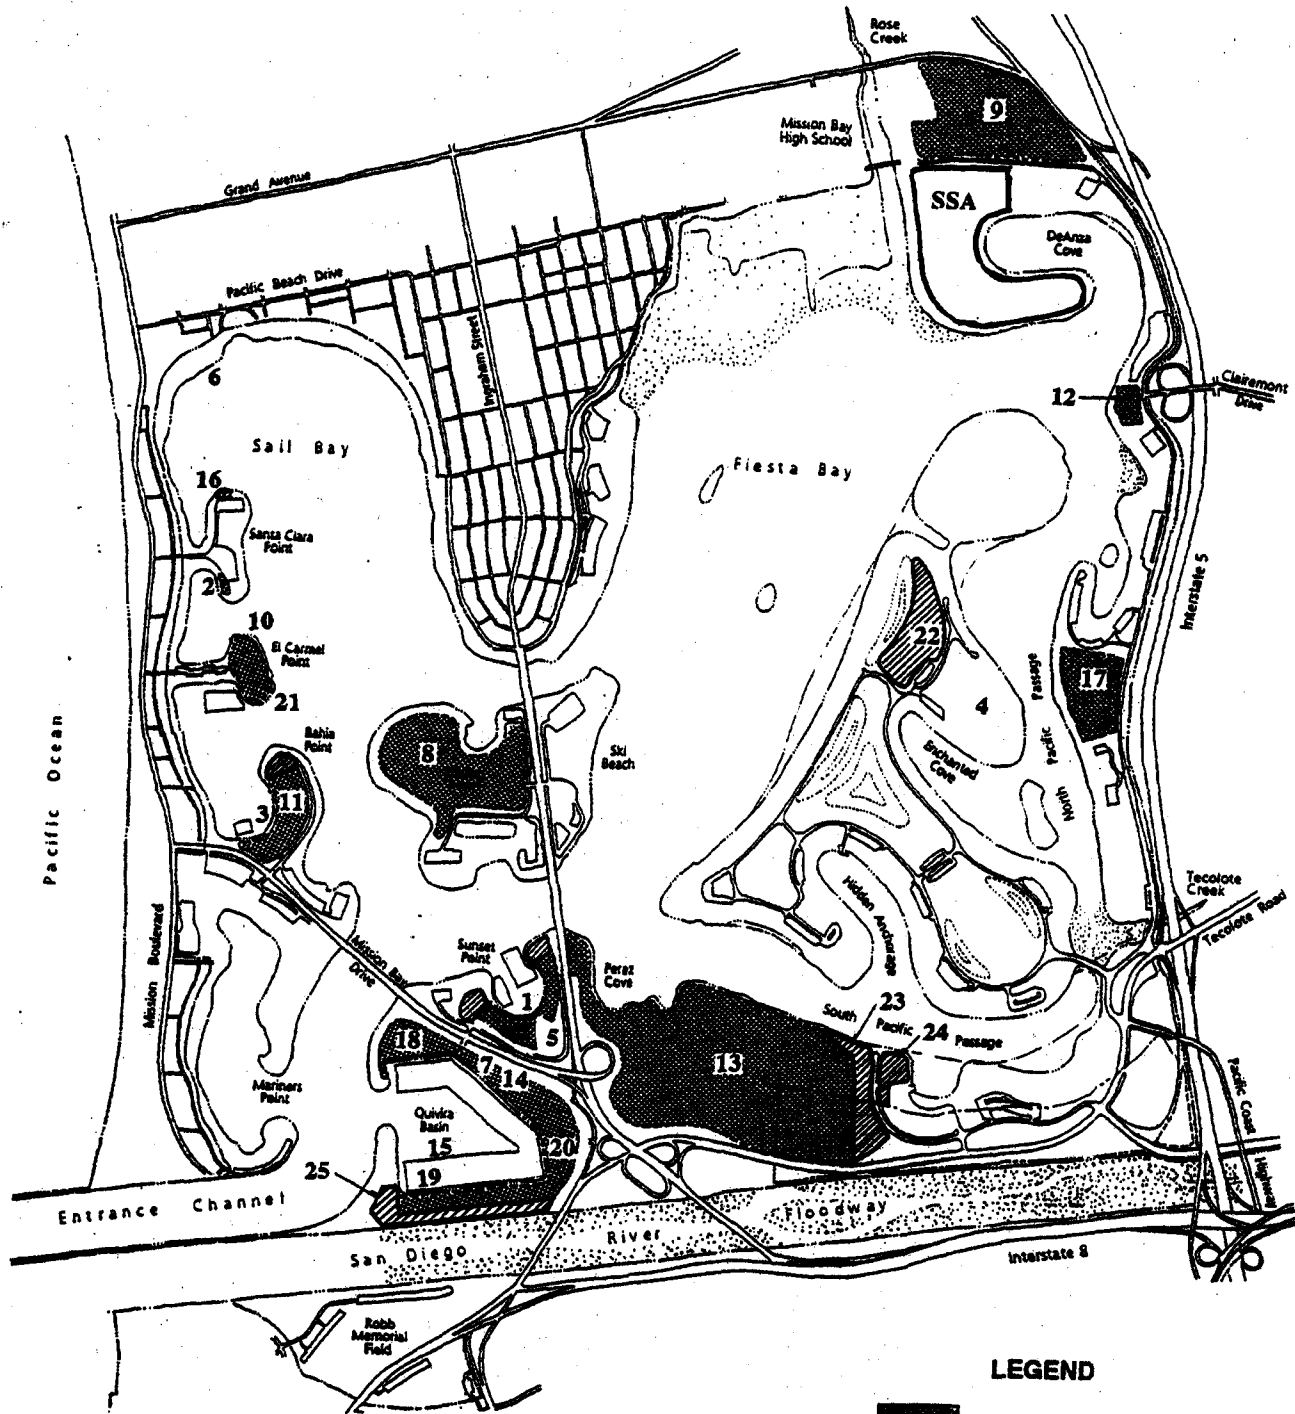 Rose
Creek
9
Mission Bay
High School
Grand Avenue
SSA
DeAnza
Cove
Pacific Beach Drive
Ingraham Street
6
12
Clairemont
Drive
Sail Bay
Fiesta Bay
16
Santa Clara
Point
2
Interstate 5
10
El Carmel
Point
22
17
21
4
North Pacific Passage
Pacific Ocean
Bahia
Point
8
Ski
Beach
Enchanted
Cove
11
3
Hidden Anchorage
Tecolote
Creek
Tecolote Road
Mission Boulevard
Mission Bay
Drive
Sunset
Point
Perez
Cove
1
23
South Pacific Passage
24
5
18
7
14
13
Mariners
Point
Quivira
Basin
15
20
Pacific Coast
Highway
25
19
Entrance Channel
Floodway
San Diego River
Interstate 8
Robb
Memorial
Field
LEGEND